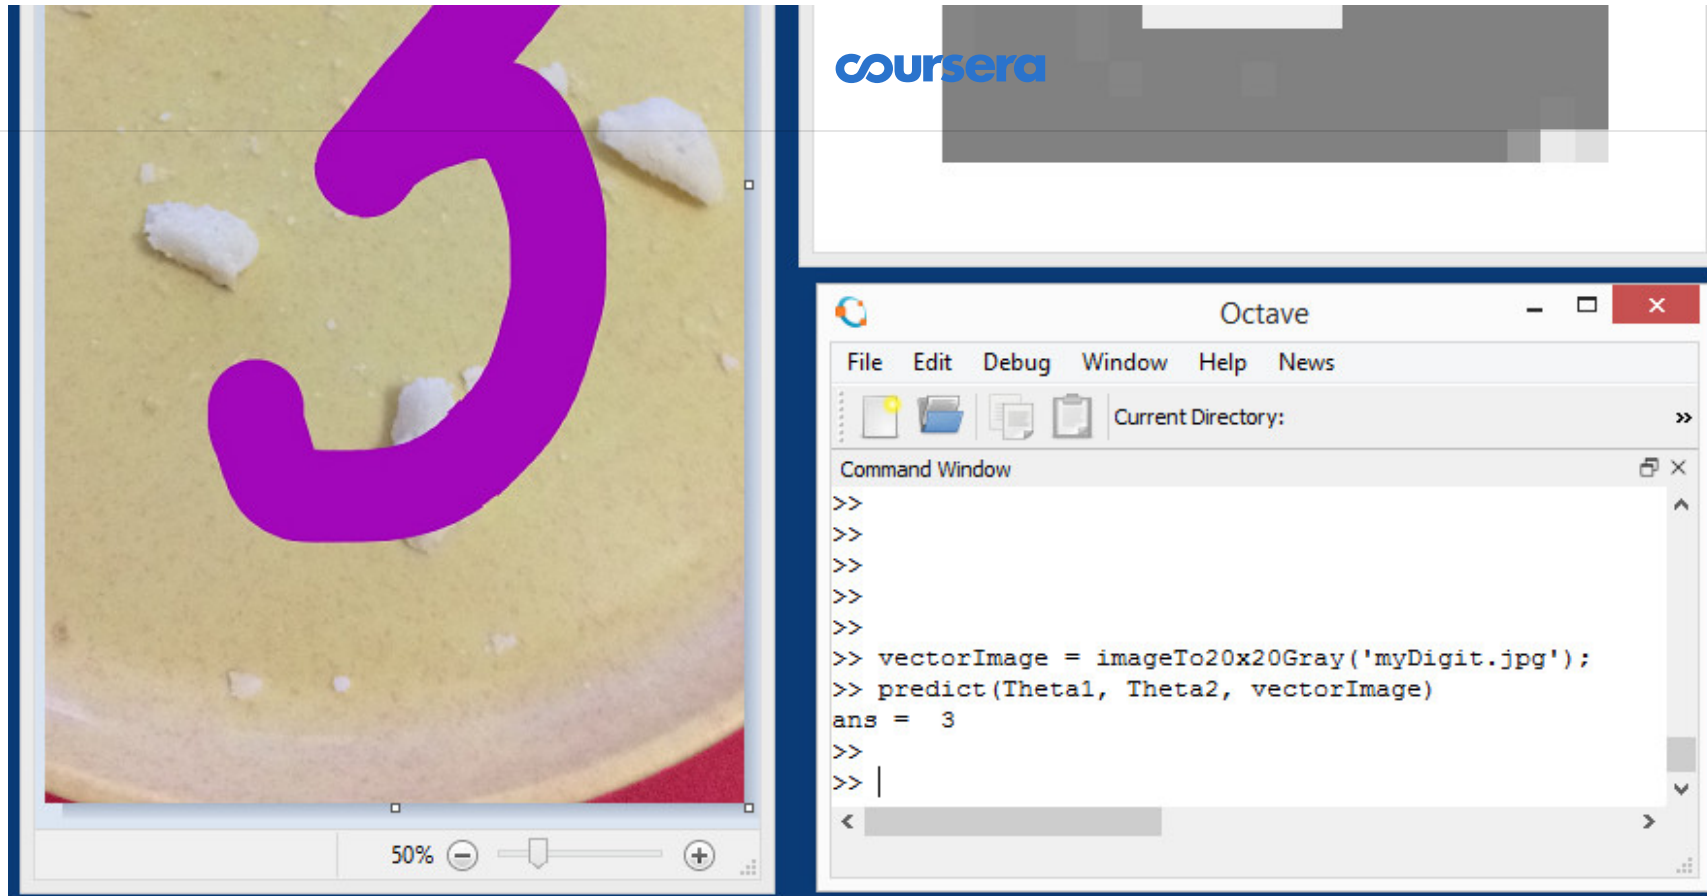 coursera
Octave
File Edit Debug Window Help News
Current Directory:
»
Command Window
>>
>>
>>
>>
>>
>> vectorImage = imageTo20x20Gray('myDigit.jpg');
>> predict(Theta1, Theta2, vectorImage)
ans =  3
>>
>>
3
50%